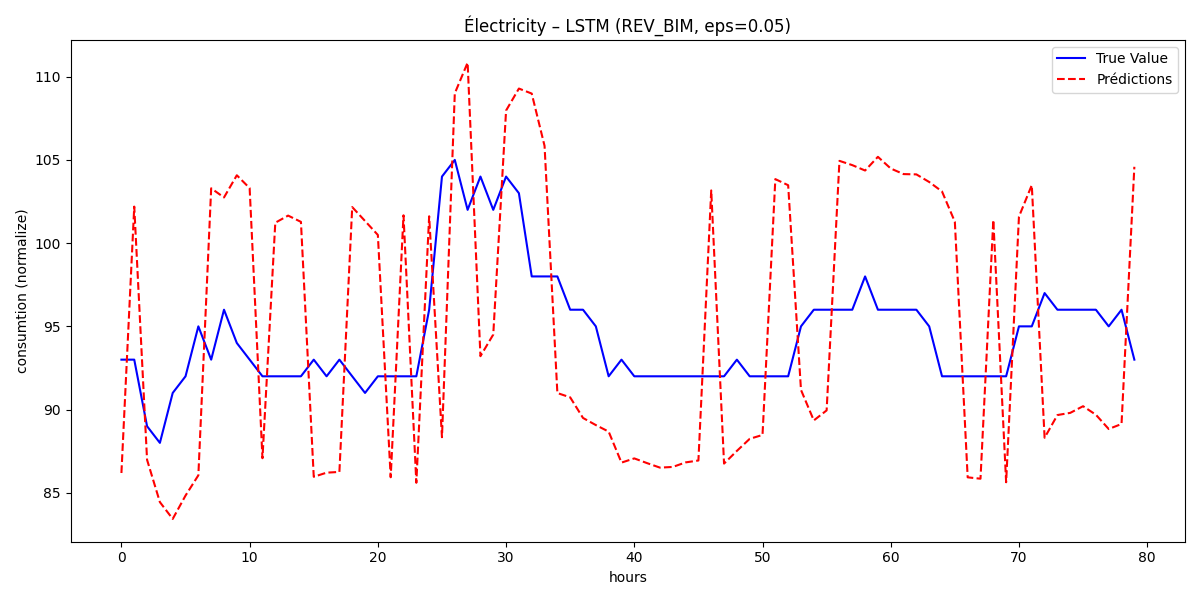 Électricity – LSTM (REV_BIM, eps=0.05)
True Value
Prédictions
consumtion (normalize)
110
105
100
95
90
85
0 10 20 30 40 50 60 70 80
hours